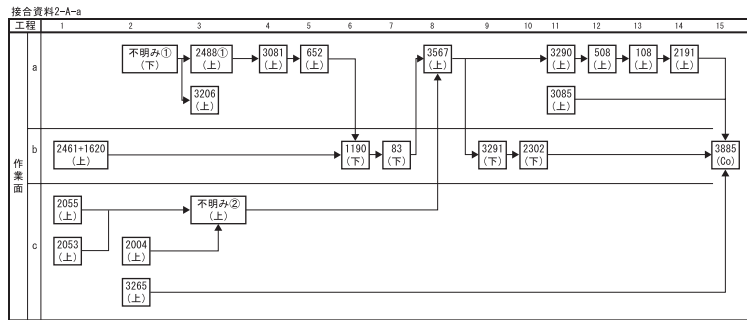 接合資料2-A-a
工程 1 2 3 4 5 6 7 8 9 10 11 12 13 14 15
作業面
a
不明み① 2488① 3081 652 3567 3290 508 108 2191
(下) (上) (上) (上) (上) (上) (上) (上) (上)
3206 3085
(上) (上)
b
2461+1620 1190 83 3291 2302 3885
(上) (下) (下) (下) (下) (Co)
c
2055 不明み②
(上) (上)
2053 2004
(上) (上)
3265
(上)